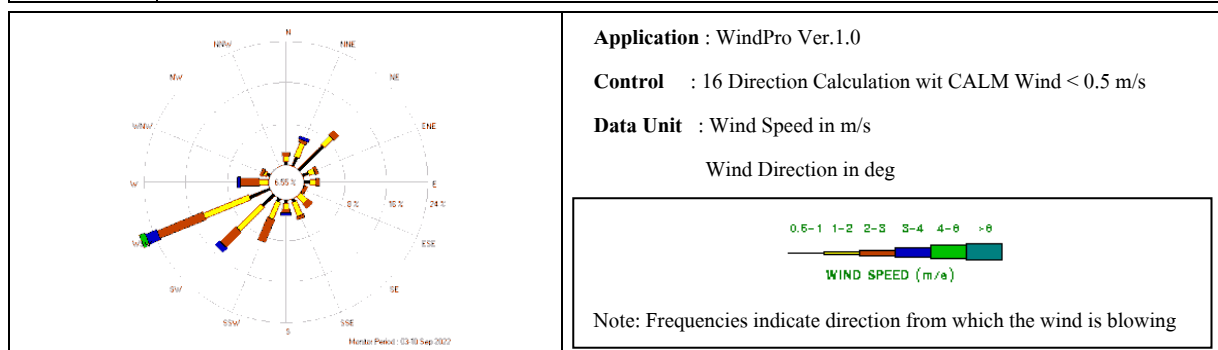 N
NNW
NNE
NW
NE
WNW
ENE
W
6.55 %
E
8 %
16 %
24 %
ESE
SW
SE
SSW
SSE
S
Monitor Period : 03-10 Sep 2022
Application : WindPro Ver.1.0
Control : 16 Direction Calculation wit CALM Wind < 0.5 m/s
Data Unit : Wind Speed in m/s
Wind Direction in deg
0.5-1 1-2 2-3 3-4 4-6 >6
WIND SPEED (m/s)
Note: Frequencies indicate direction from which the wind is blowing